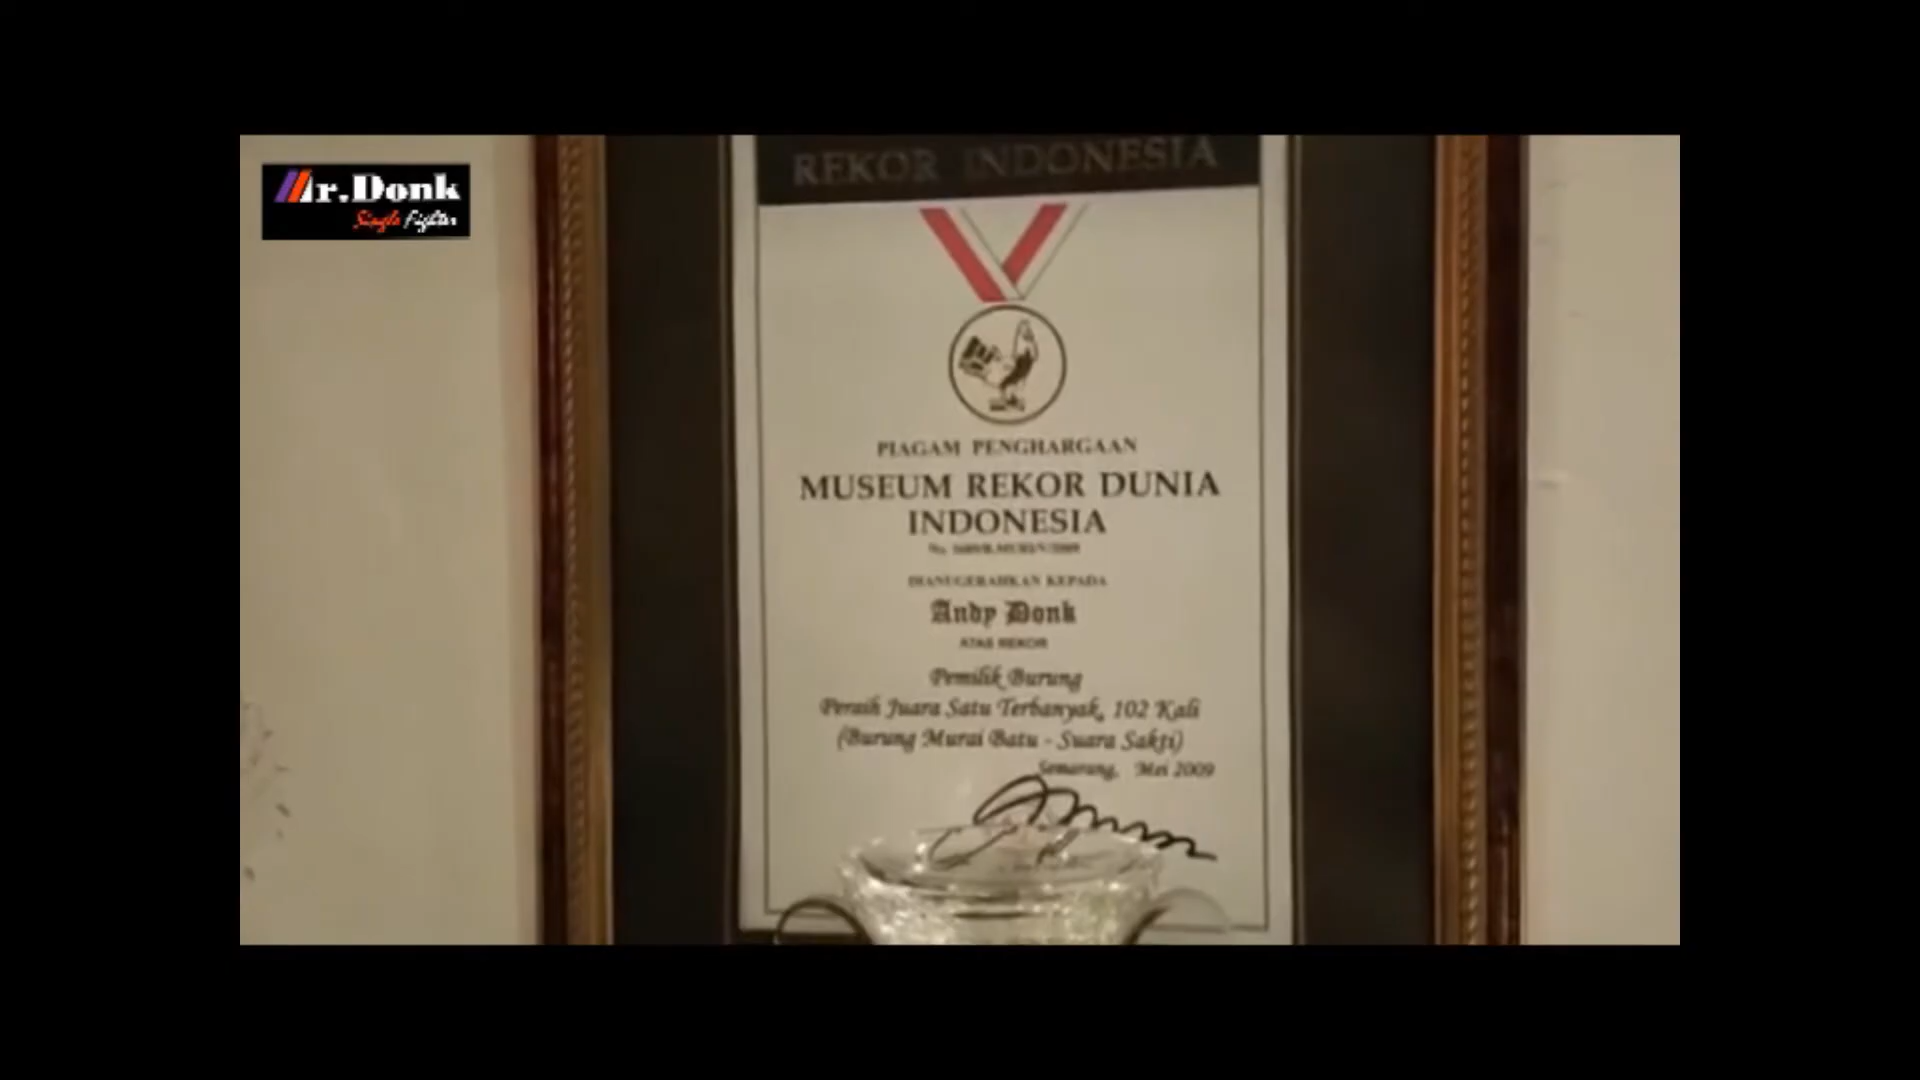 Mr.Donk
Single Fighter
REKOR INDONESIA
PIAGAM PENGHARGAAN
MUSEUM REKOR DUNIA
INDONESIA
DIANUGERAHKAN KEPADA
Andy Donk
ATAS REKOR
Pemilik Burung
Peraih Juara Satu Terbanyak, 102 Kali
(Burung Murai Batu - Suara Sakti)
Semarang, Mei 2009